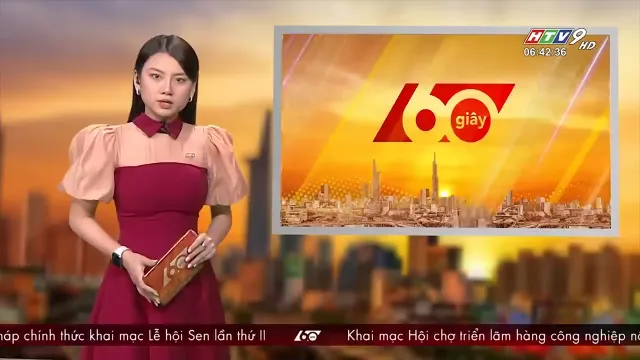 HTV9 HD
06:42:36
60 giây
60
háp chính thức khai mạc Lễ hội Sen lần thứ II 60 Khai mạc Hội chợ triển lãm hàng công nghiệp n